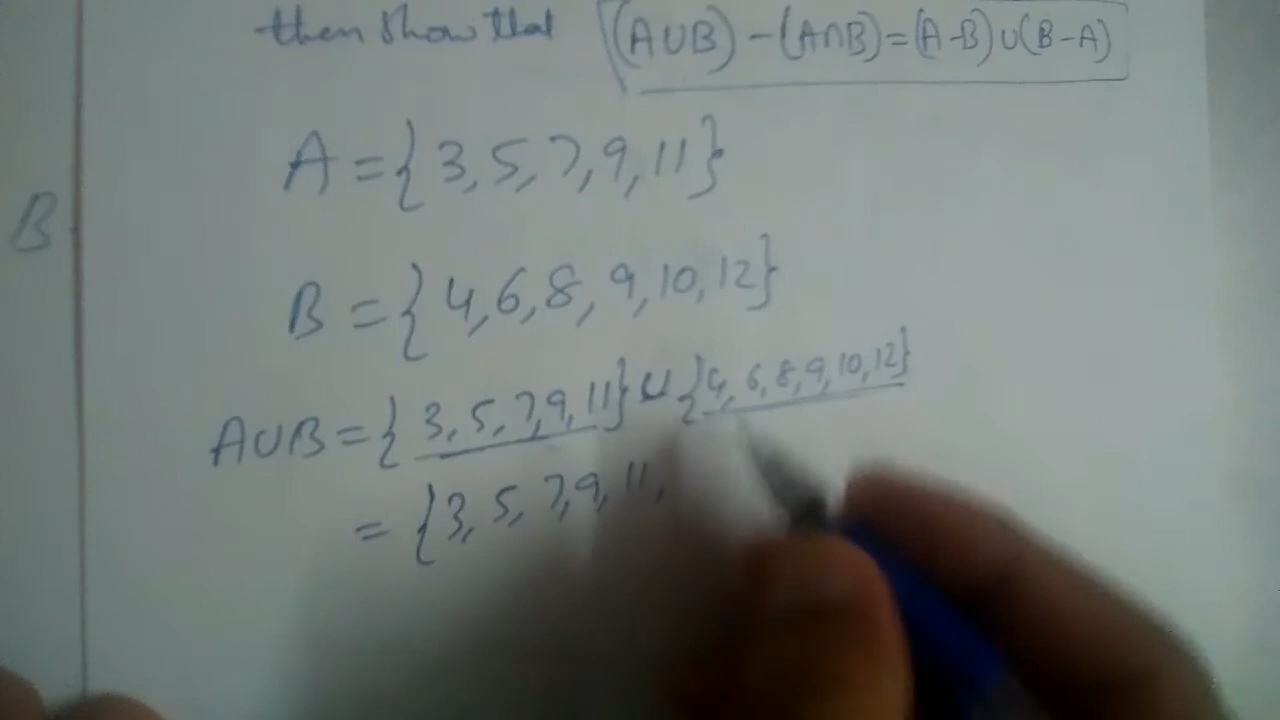 then show that (A∪B)-(A∩B)=(A-B)∪(B-A)
A={3,5,7,9,11}
B
B={4,6,8,9,10,12}
A∪B={3,5,7,9,11}∪{4,6,8,9,10,12}
={3,5,7,9,11,